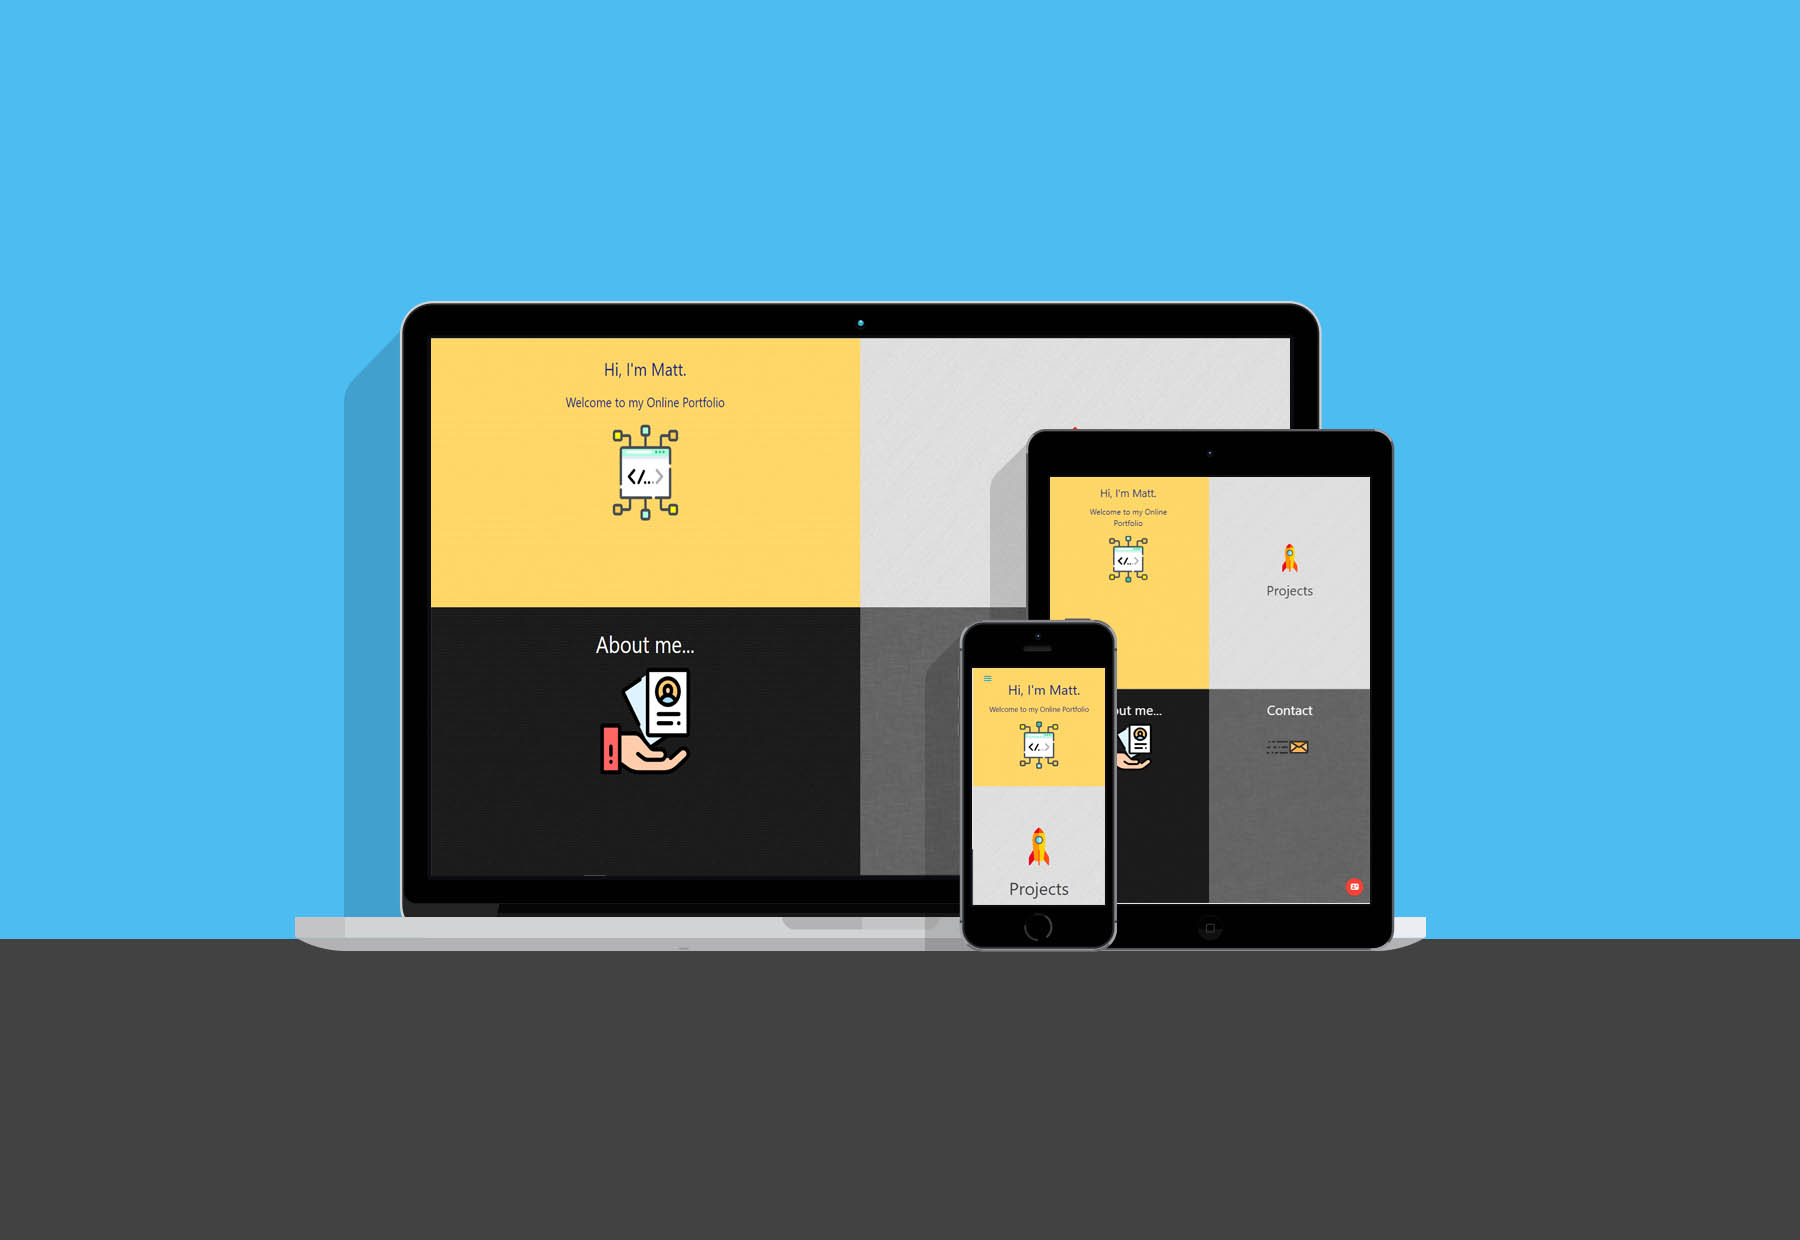 Hi, I'm Matt.
Welcome to my Online Portfolio
</...>
About me...
Hi, I'm Matt.
Welcome to my Online
Portfolio
</...>
Projects
out me...
Contact
Hi, I'm Matt.
Welcome to my Online Portfolio
</...>
Projects